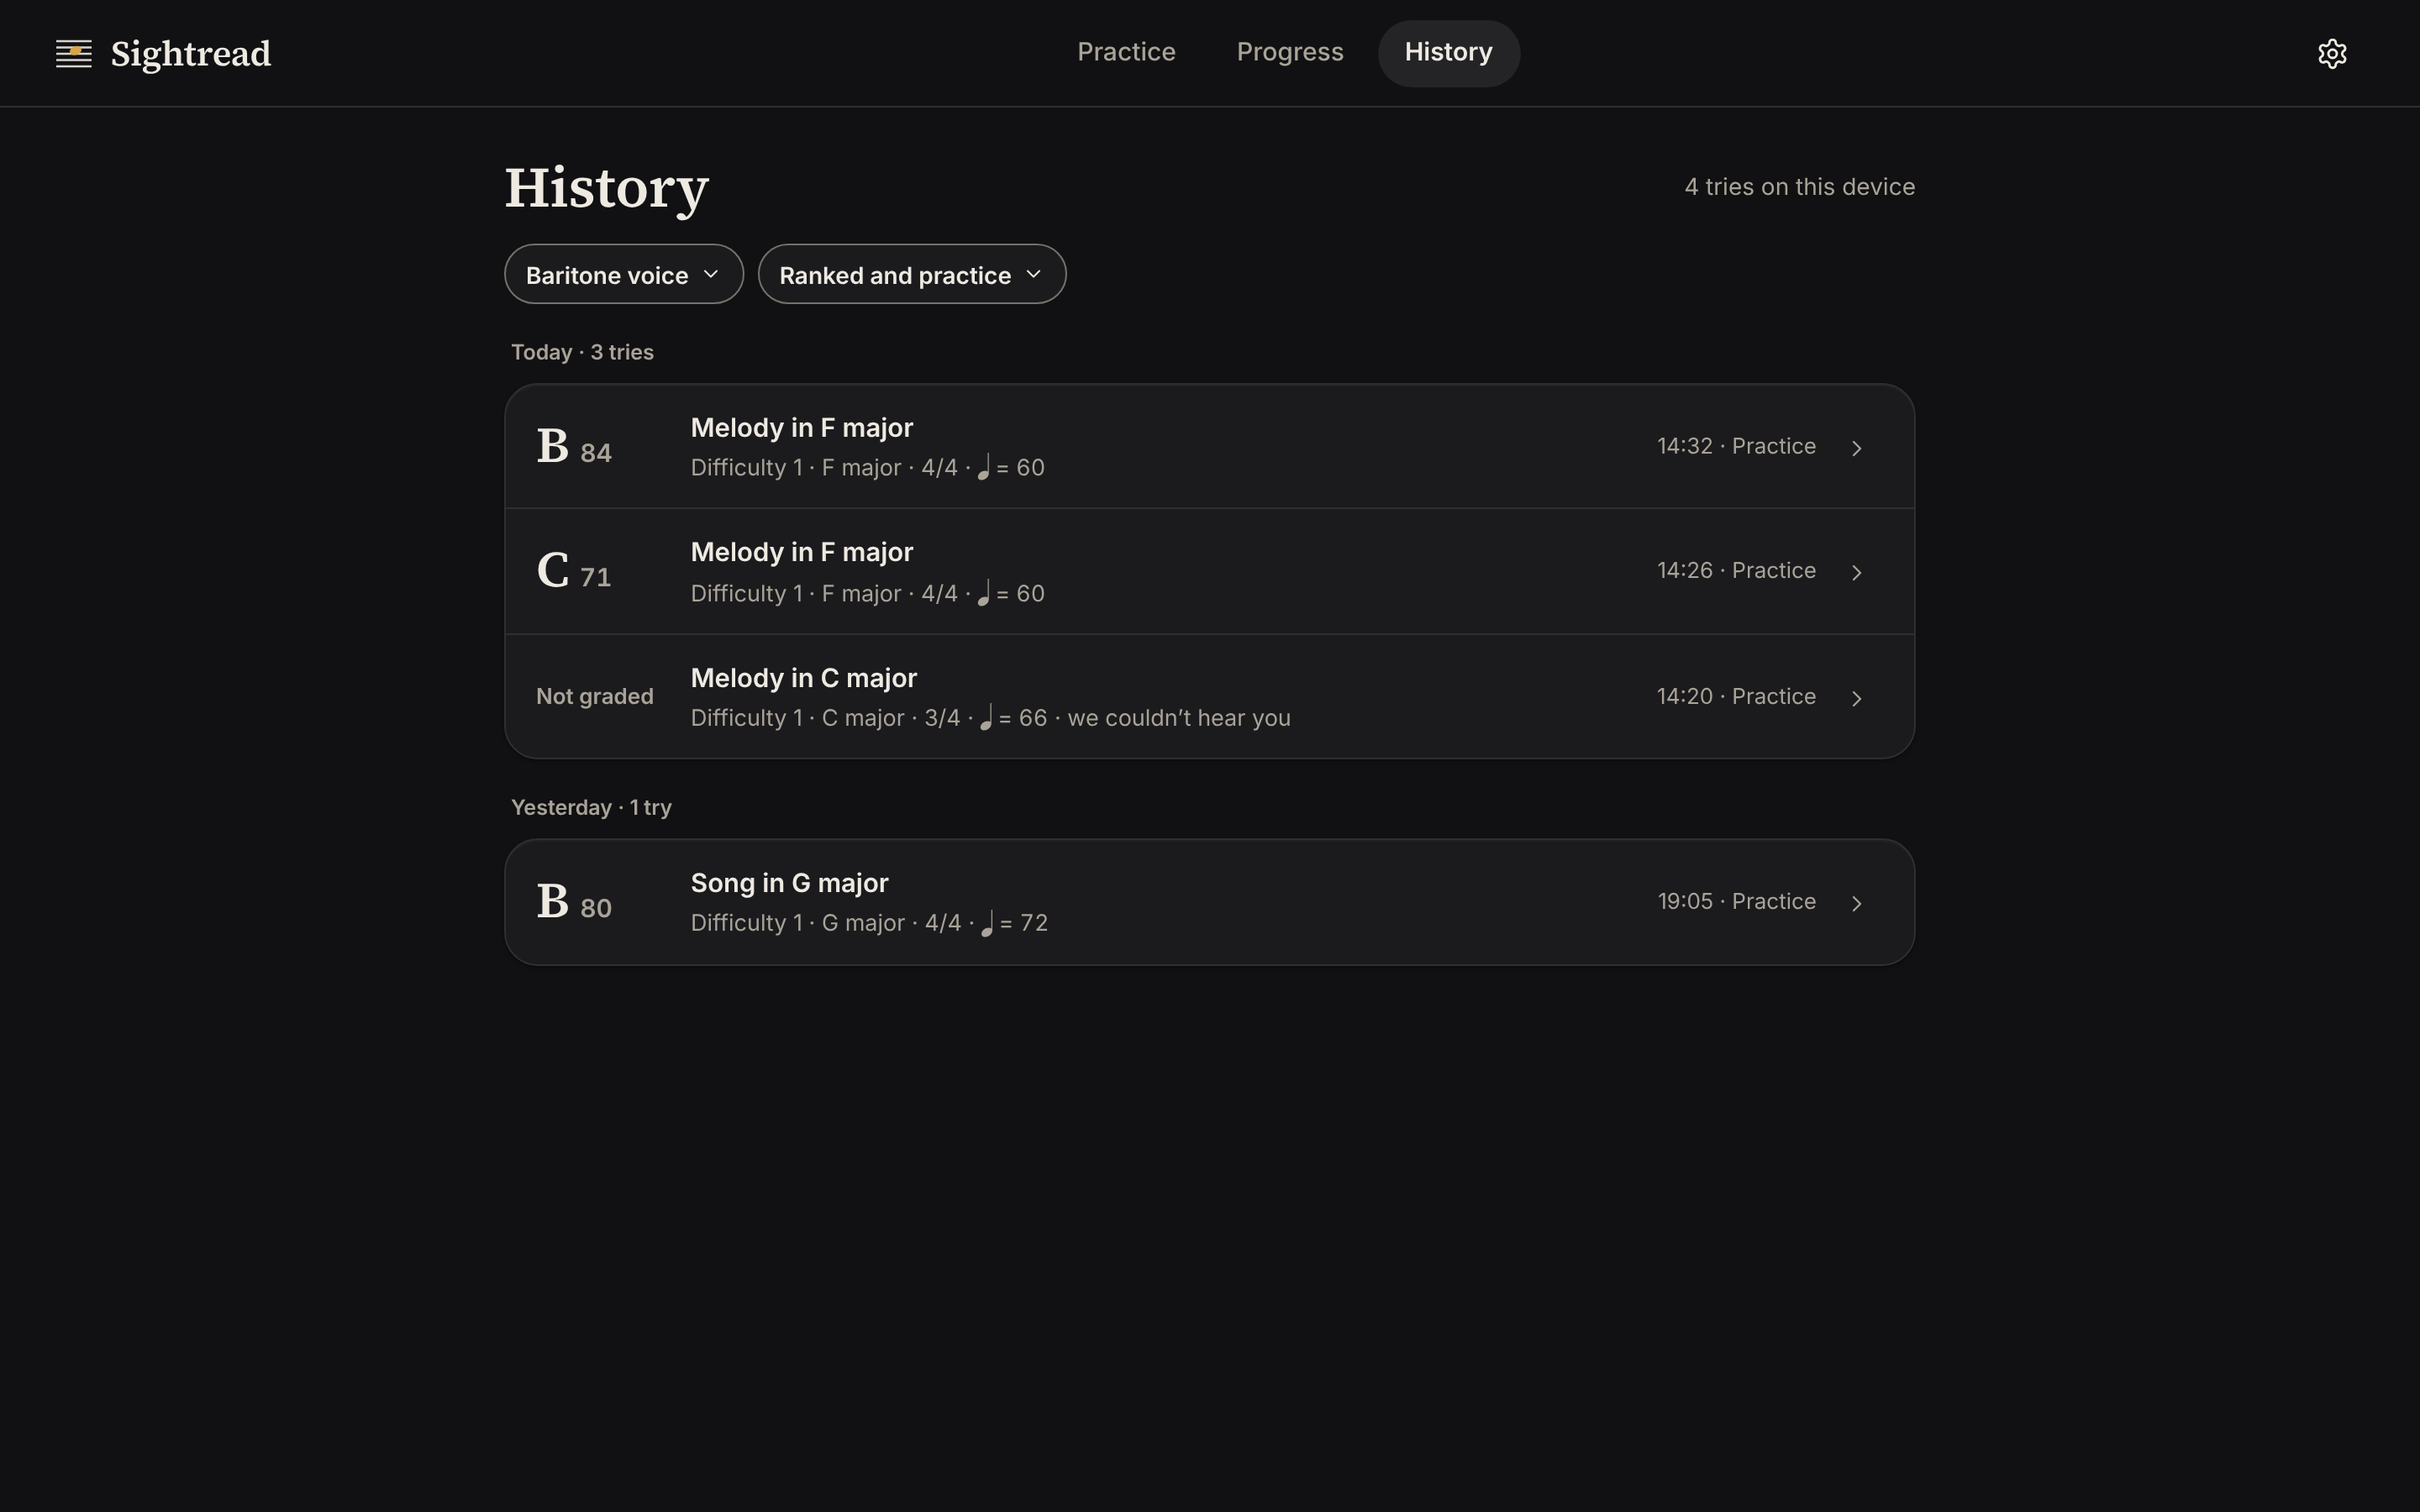 Sightread
Practice
Progress
History
History
4 tries on this device
Baritone voice
Ranked and practice
Today · 3 tries
B 84
Melody in F major
Difficulty 1 · F major · 4/4 · ♩ = 60
14:32 · Practice
C 71
Melody in F major
Difficulty 1 · F major · 4/4 · ♩ = 60
14:26 · Practice
Not graded
Melody in C major
Difficulty 1 · C major · 3/4 · ♩ = 66 · we couldn’t hear you
14:20 · Practice
Yesterday · 1 try
B 80
Song in G major
Difficulty 1 · G major · 4/4 · ♩ = 72
19:05 · Practice